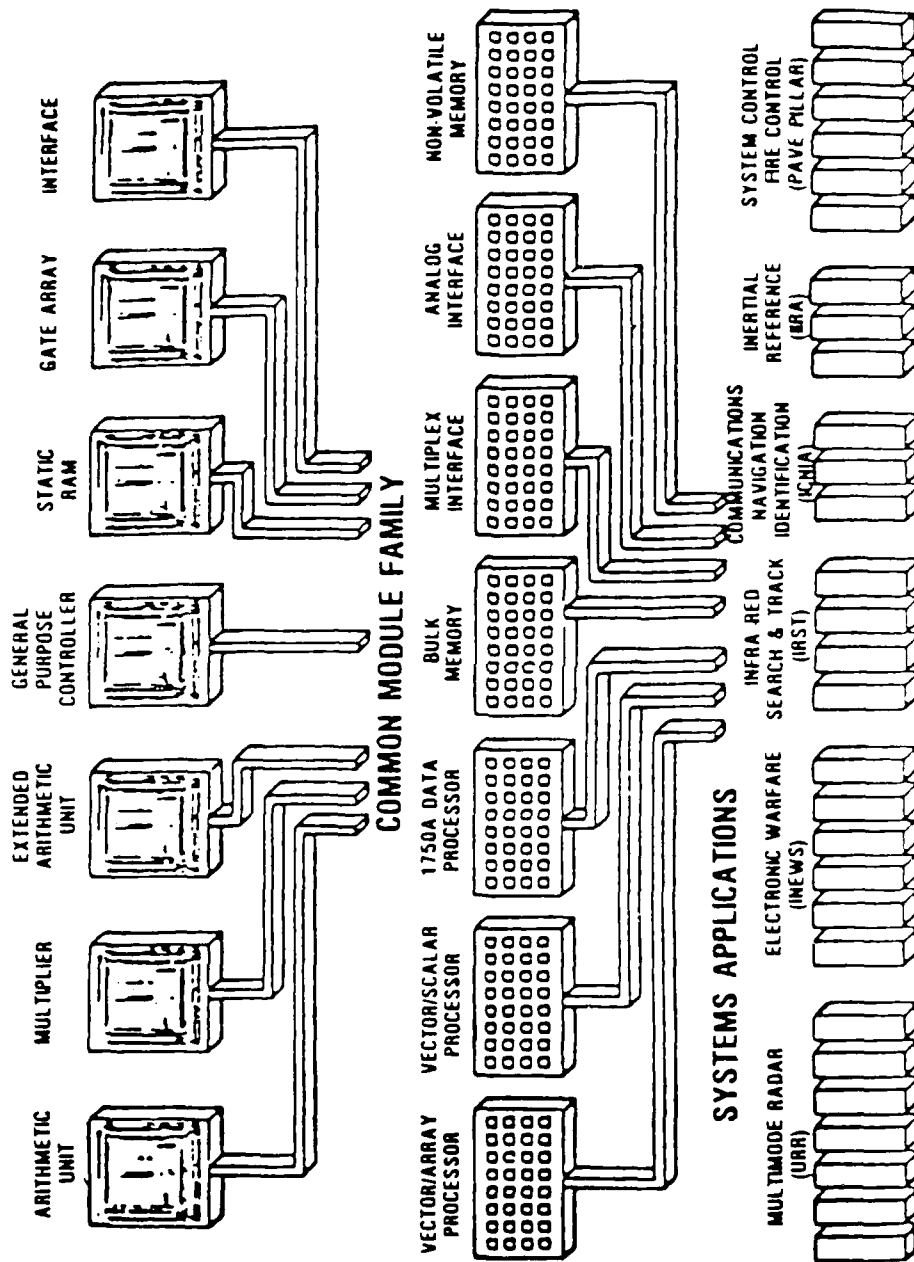 ARITHMETIC
UNIT
MULTIPLIER
EXTENDED
ARITHMETIC
UNIT
GENERAL
PURPOSE
CONTROLLER
STATIC
RAM
GATE ARRAY
INTERFACE
COMMON MODULE FAMILY
VECTOR/ARRAY
PROCESSOR
VECTOR/SCALAR
PROCESSOR
1750A DATA
PROCESSOR
BULK
MEMORY
MULTIPLEX
INTERFACE
ANALOG
INTERFACE
NON-VOLATILE
MEMORY
SYSTEMS APPLICATIONS
MULTIMODE RADAR
(URR)
ELECTRONIC WARFARE
(INEWS)
INFRA RED
SEARCH & TRACK
(IRST)
COMMUNICATIONS
NAVIGATION
IDENTIFICATION
(ICNIA)
INERTIAL
REFERENCE
SYSTEM CONTROL
FIRE CONTROL
(PAVE PILLAR)